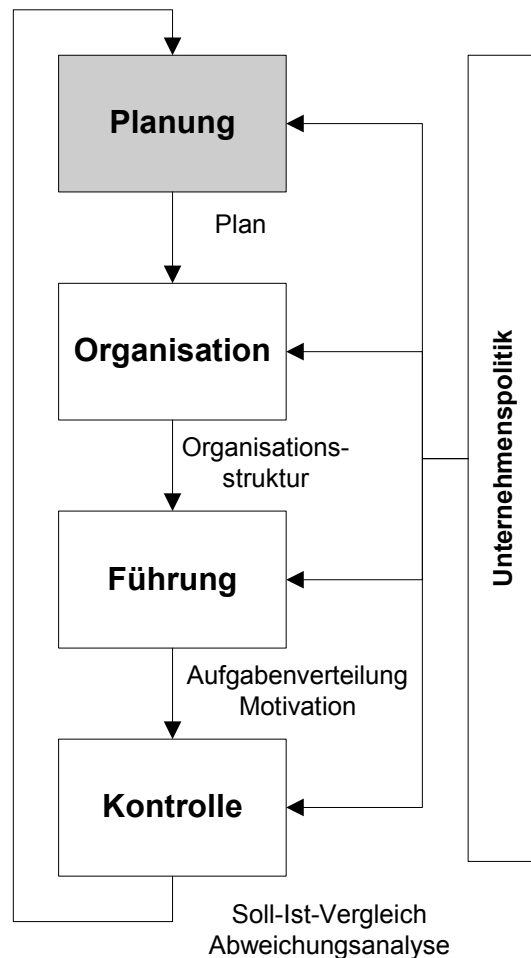 Planung
Plan
Organisation
Organisations-
struktur
Führung
Aufgabenverteilung
Motivation
Kontrolle
Soll-Ist-Vergleich
Abweichungsanalyse
Unternehmenspolitik